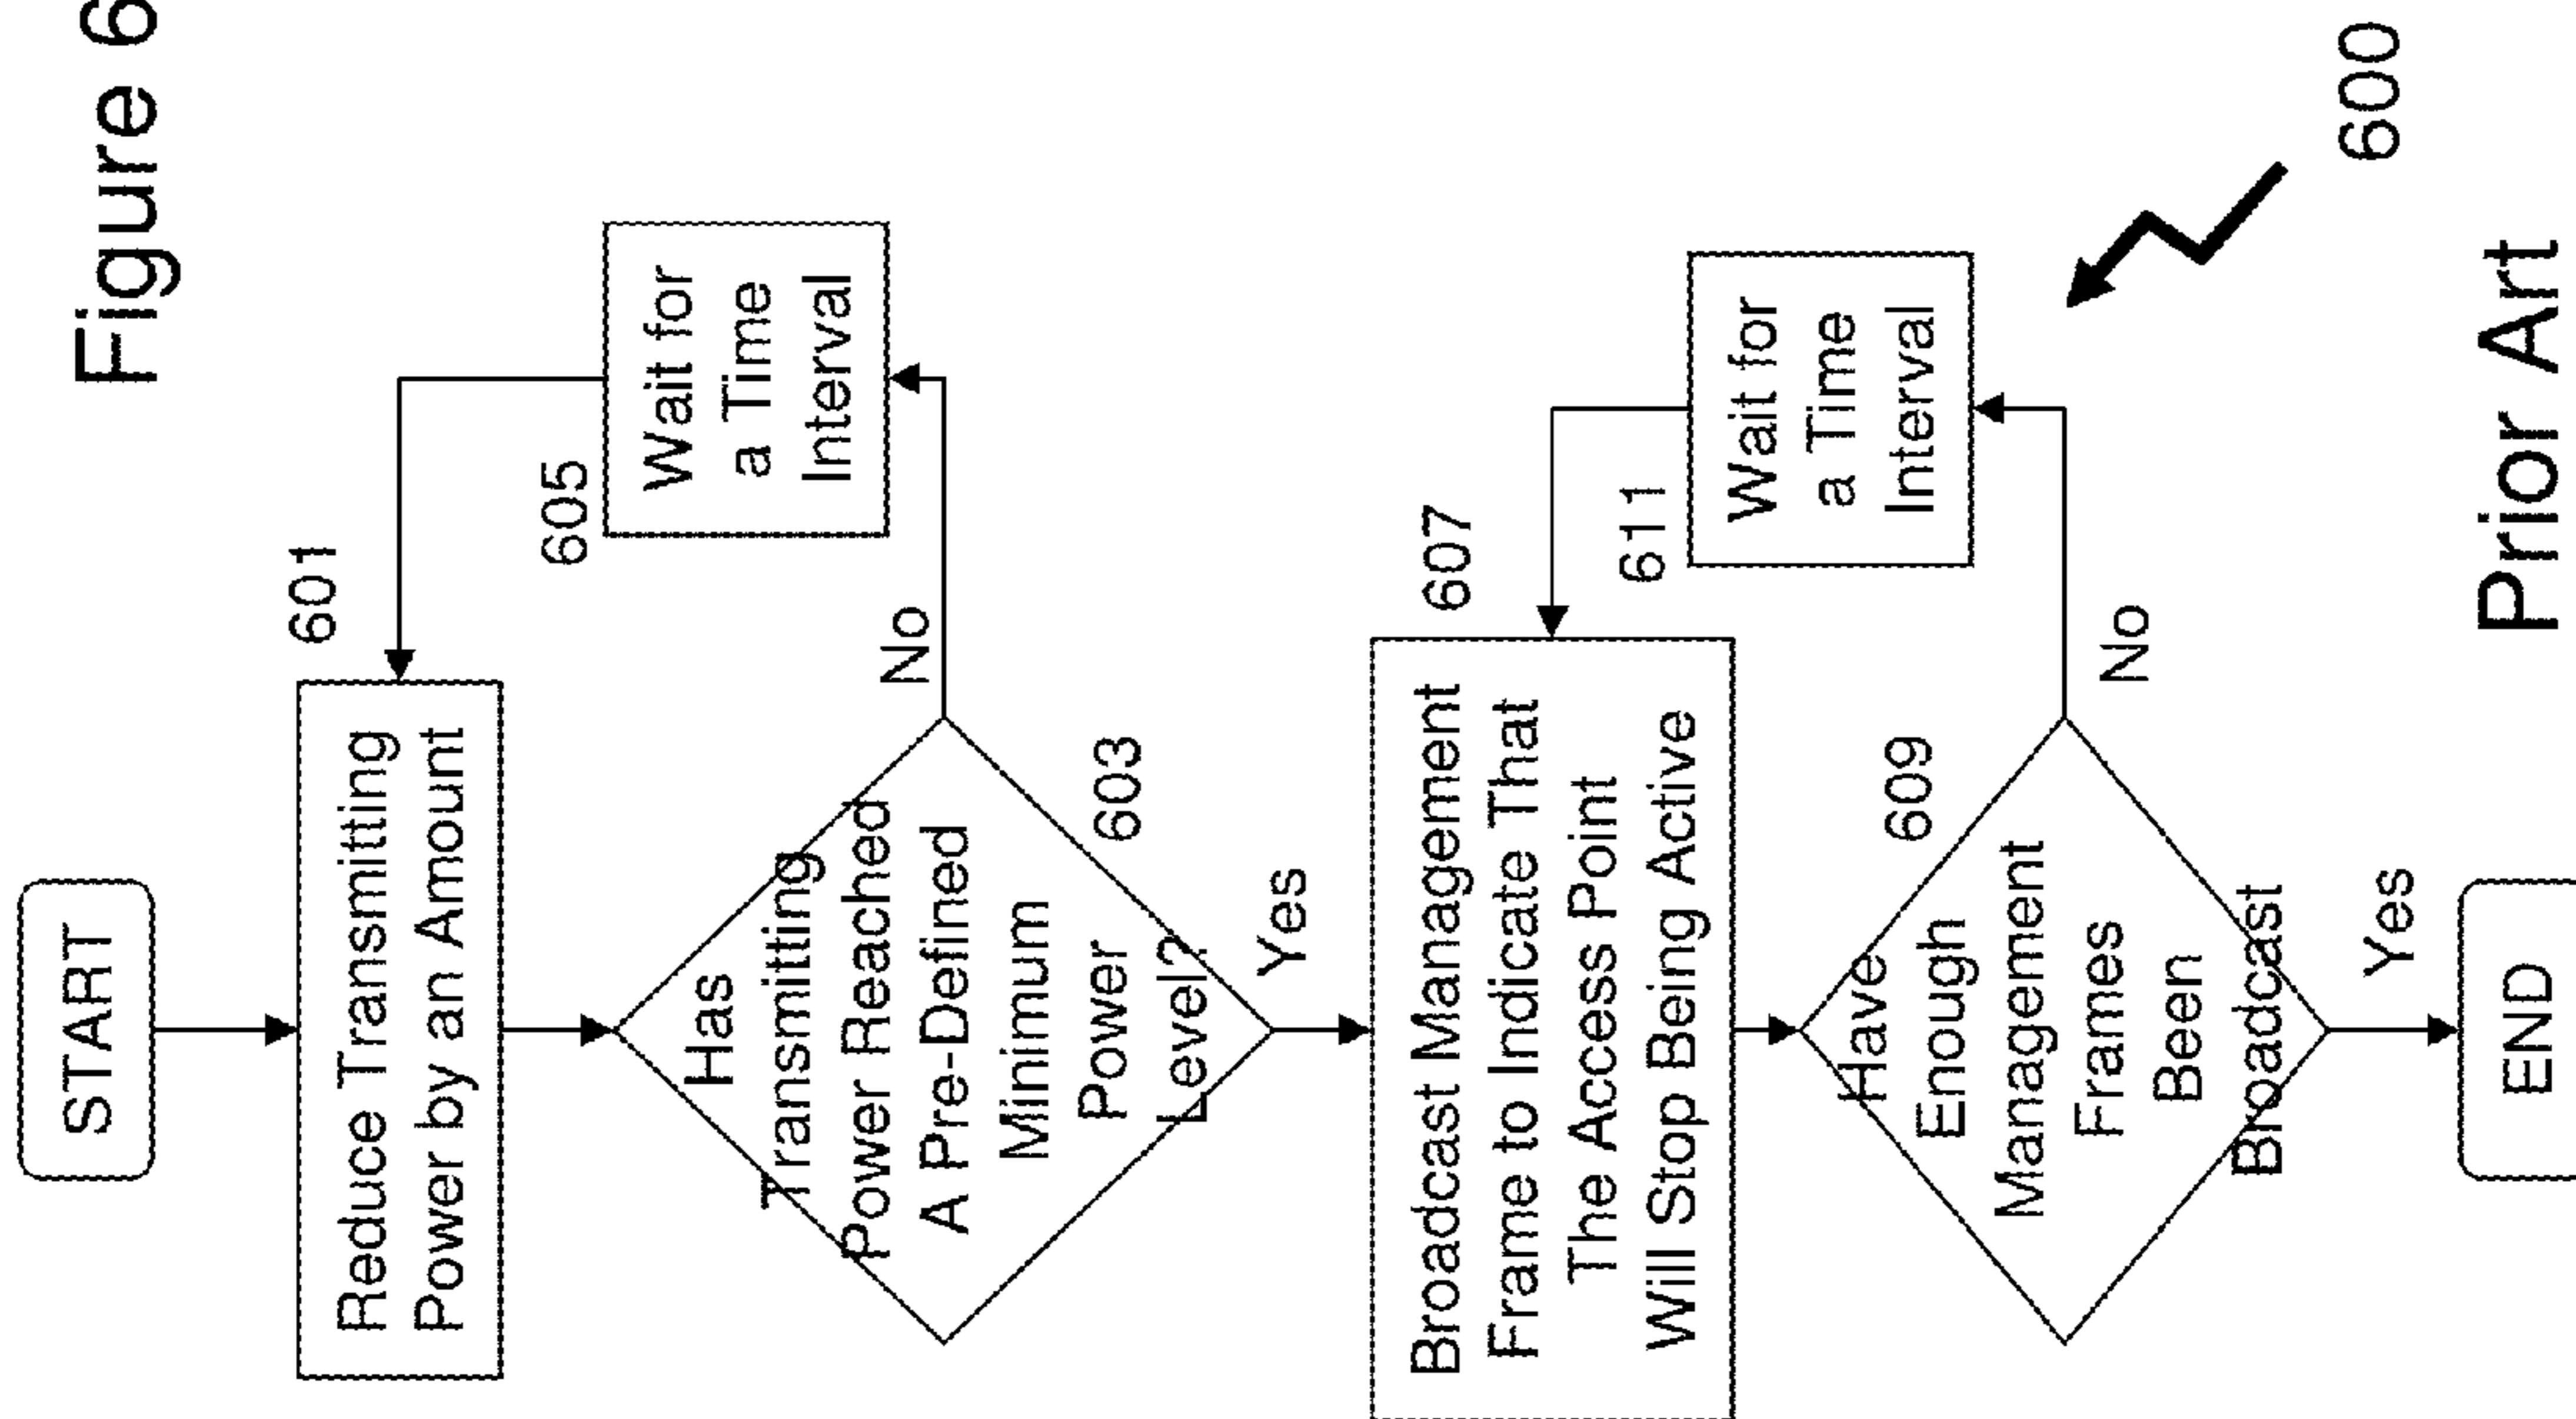 Figure 6
START
601
Reduce Transmitting
Power by an Amount
605
Wait for
a Time
Interval
No
Has
Transmitting
Power Reached
A Pre-Defined
Minimum
Power
Level?
603
Yes
607
Broadcast Management
Frame to Indicate That
The Access Point
Will Stop Being Active
611
Wait for
a Time
Interval
609
Have
Enough
Management
Frames
Been
Broadcast
No
Yes
END
600
Prior Art